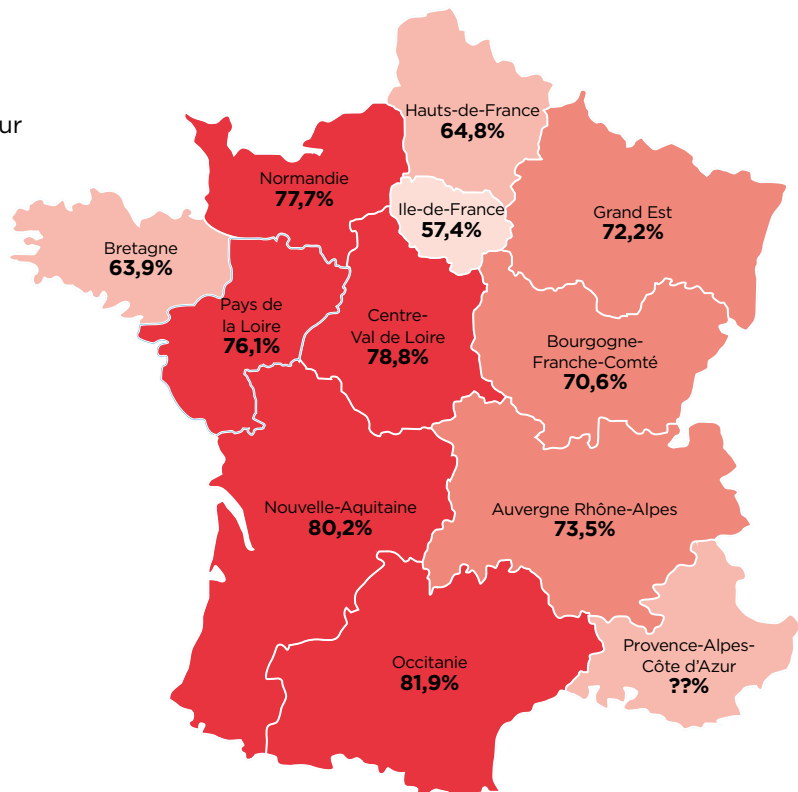 ur
Hauts-de-France
64,8%
Normandie
77,7%
Ile-de-France
57,4%
Grand Est
72,2%
Bretagne
63,9%
Pays de
la Loire
76,1%
Centre-
Val de Loire
78,8%
Bourgogne-
Franche-Comté
70,6%
Nouvelle-Aquitaine
80,2%
Auvergne Rhône-Alpes
73,5%
Occitanie
81,9%
Provence-Alpes-
Côte d'Azur
??%